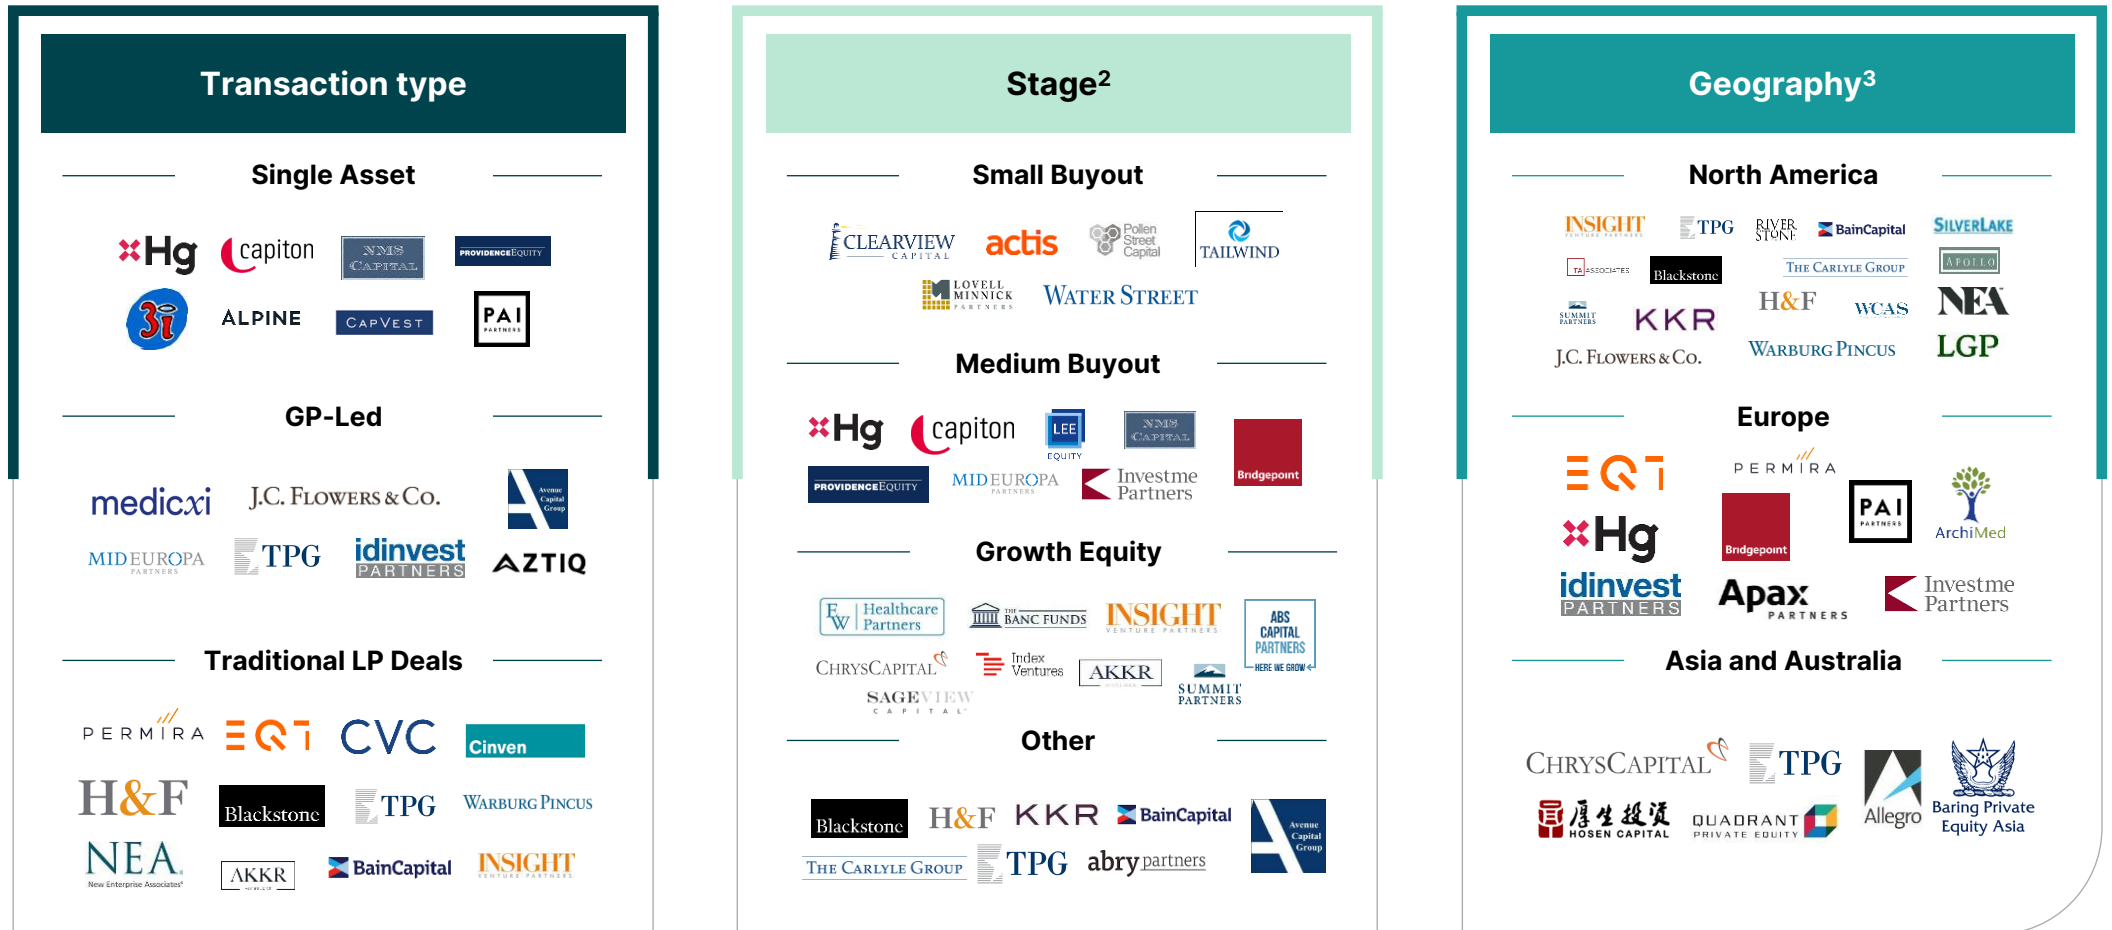 Transaction type
Single Asset
Hg
capiton
NMS
CAPITAL
PROVIDENCEEQUITY
3i
ALPINE
CAPVEST
PAI
PARTNERS
GP-Led
medicxi
J.C. FLOWERS & CO.
Avenue
Capital
Group
MIDEUROPA
PARTNERS
TPG
idinvest
PARTNERS
AZTIQ
Traditional LP Deals
PERMIRA
EQT
CVC
Cinven
H&F
Blackstone
TPG
WARBURG PINCUS
NEA
New Enterprise Associates
AKKR
BainCapital
INSIGHT
VENTURE PARTNERS
Stage²
Small Buyout
CLEARVIEW
CAPITAL
actis
Pollen
Street
Capital
TAILWIND
LOVELL
MINNICK
PARTNERS
WATER STREET
Medium Buyout
Hg
capiton
LEE
EQUITY
NMS
CAPITAL
Bridgepoint
PROVIDENCEEQUITY
MIDEUROPA
PARTNERS
Investme
Partners
Growth Equity
EW Healthcare
Partners
THE
BANC FUNDS
INSIGHT
VENTURE PARTNERS
ABS
CAPITAL
PARTNERS
HERE WE GROW
CHRYSCAPITAL
Index
Ventures
AKKR
SUMMIT
PARTNERS
SAGEVIEW
CAPITAL
Other
Blackstone
H&F
KKR
BainCapital
Avenue
Capital
Group
THE CARLYLE GROUP
TPG
abry partners
Geography³
North America
INSIGHT
VENTURE PARTNERS
TPG
RIVER
STONE
BainCapital
SILVERLAKE
TA ASSOCIATES
Blackstone
THE CARLYLE GROUP
APOLLO
SUMMIT
PARTNERS
KKR
H&F
WCAS
NEA
J.C. FLOWERS & CO.
WARBURG PINCUS
LGP
Europe
EQT
PERMIRA
Hg
Bridgepoint
PAI
PARTNERS
ArchiMed
idinvest
PARTNERS
Apax
PARTNERS
Investme
Partners
Asia and Australia
CHRYSCAPITAL
TPG
Allegro
Baring Private
Equity Asia
厚生投资
HOSEN CAPITAL
QUADRANT
PRIVATE EQUITY